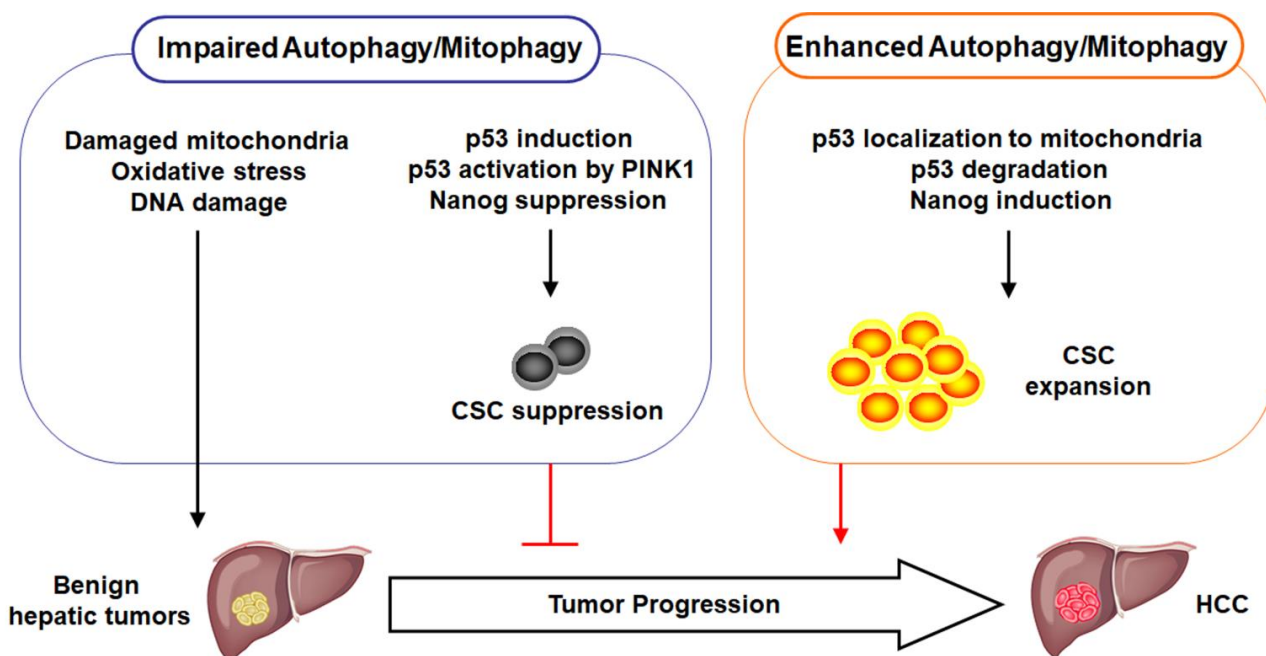 Impaired Autophagy/Mitophagy
Enhanced Autophagy/Mitophagy
Damaged mitochondria
Oxidative stress
DNA damage
p53 induction
p53 activation by PINK1
Nanog suppression
CSC suppression
p53 localization to mitochondria
p53 degradation
Nanog induction
CSC
expansion
Benign
hepatic tumors
Tumor Progression
HCC